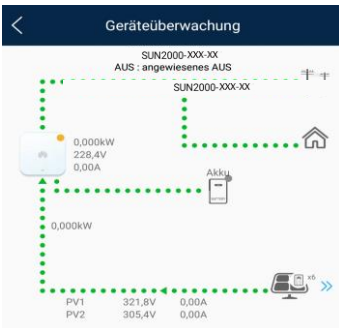 Geräteüberwachung
SUN2000-XXX-XX
AUS : angewiesenes AUS
SUN2000-XXX-XX
0,000kW
228,4V
0,00A
Akku
0,000kW
x6
PV1 321,8V 0,00A
PV2 305,4V 0,00A